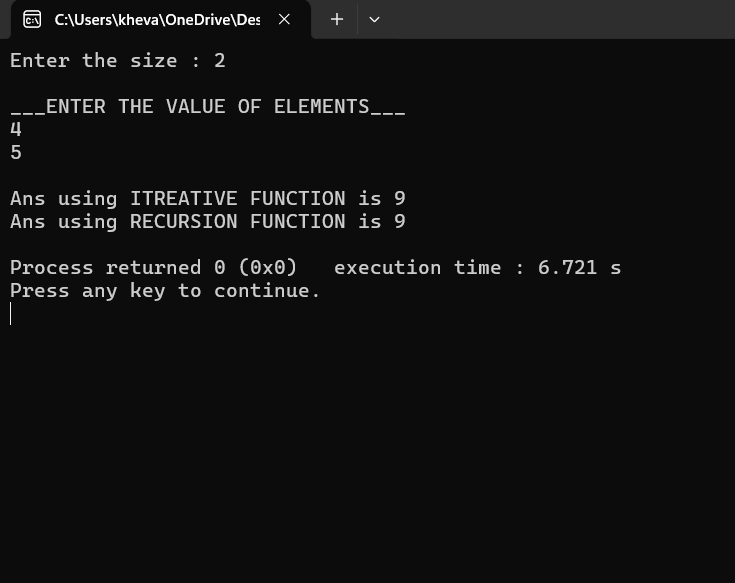 C:\Users\kheva\OneDrive\Des
Enter the size : 2
___ENTER THE VALUE OF ELEMENTS___
4
5
Ans using ITREATIVE FUNCTION is 9
Ans using RECURSION FUNCTION is 9
Process returned 0 (0x0)   execution time : 6.721 s
Press any key to continue.